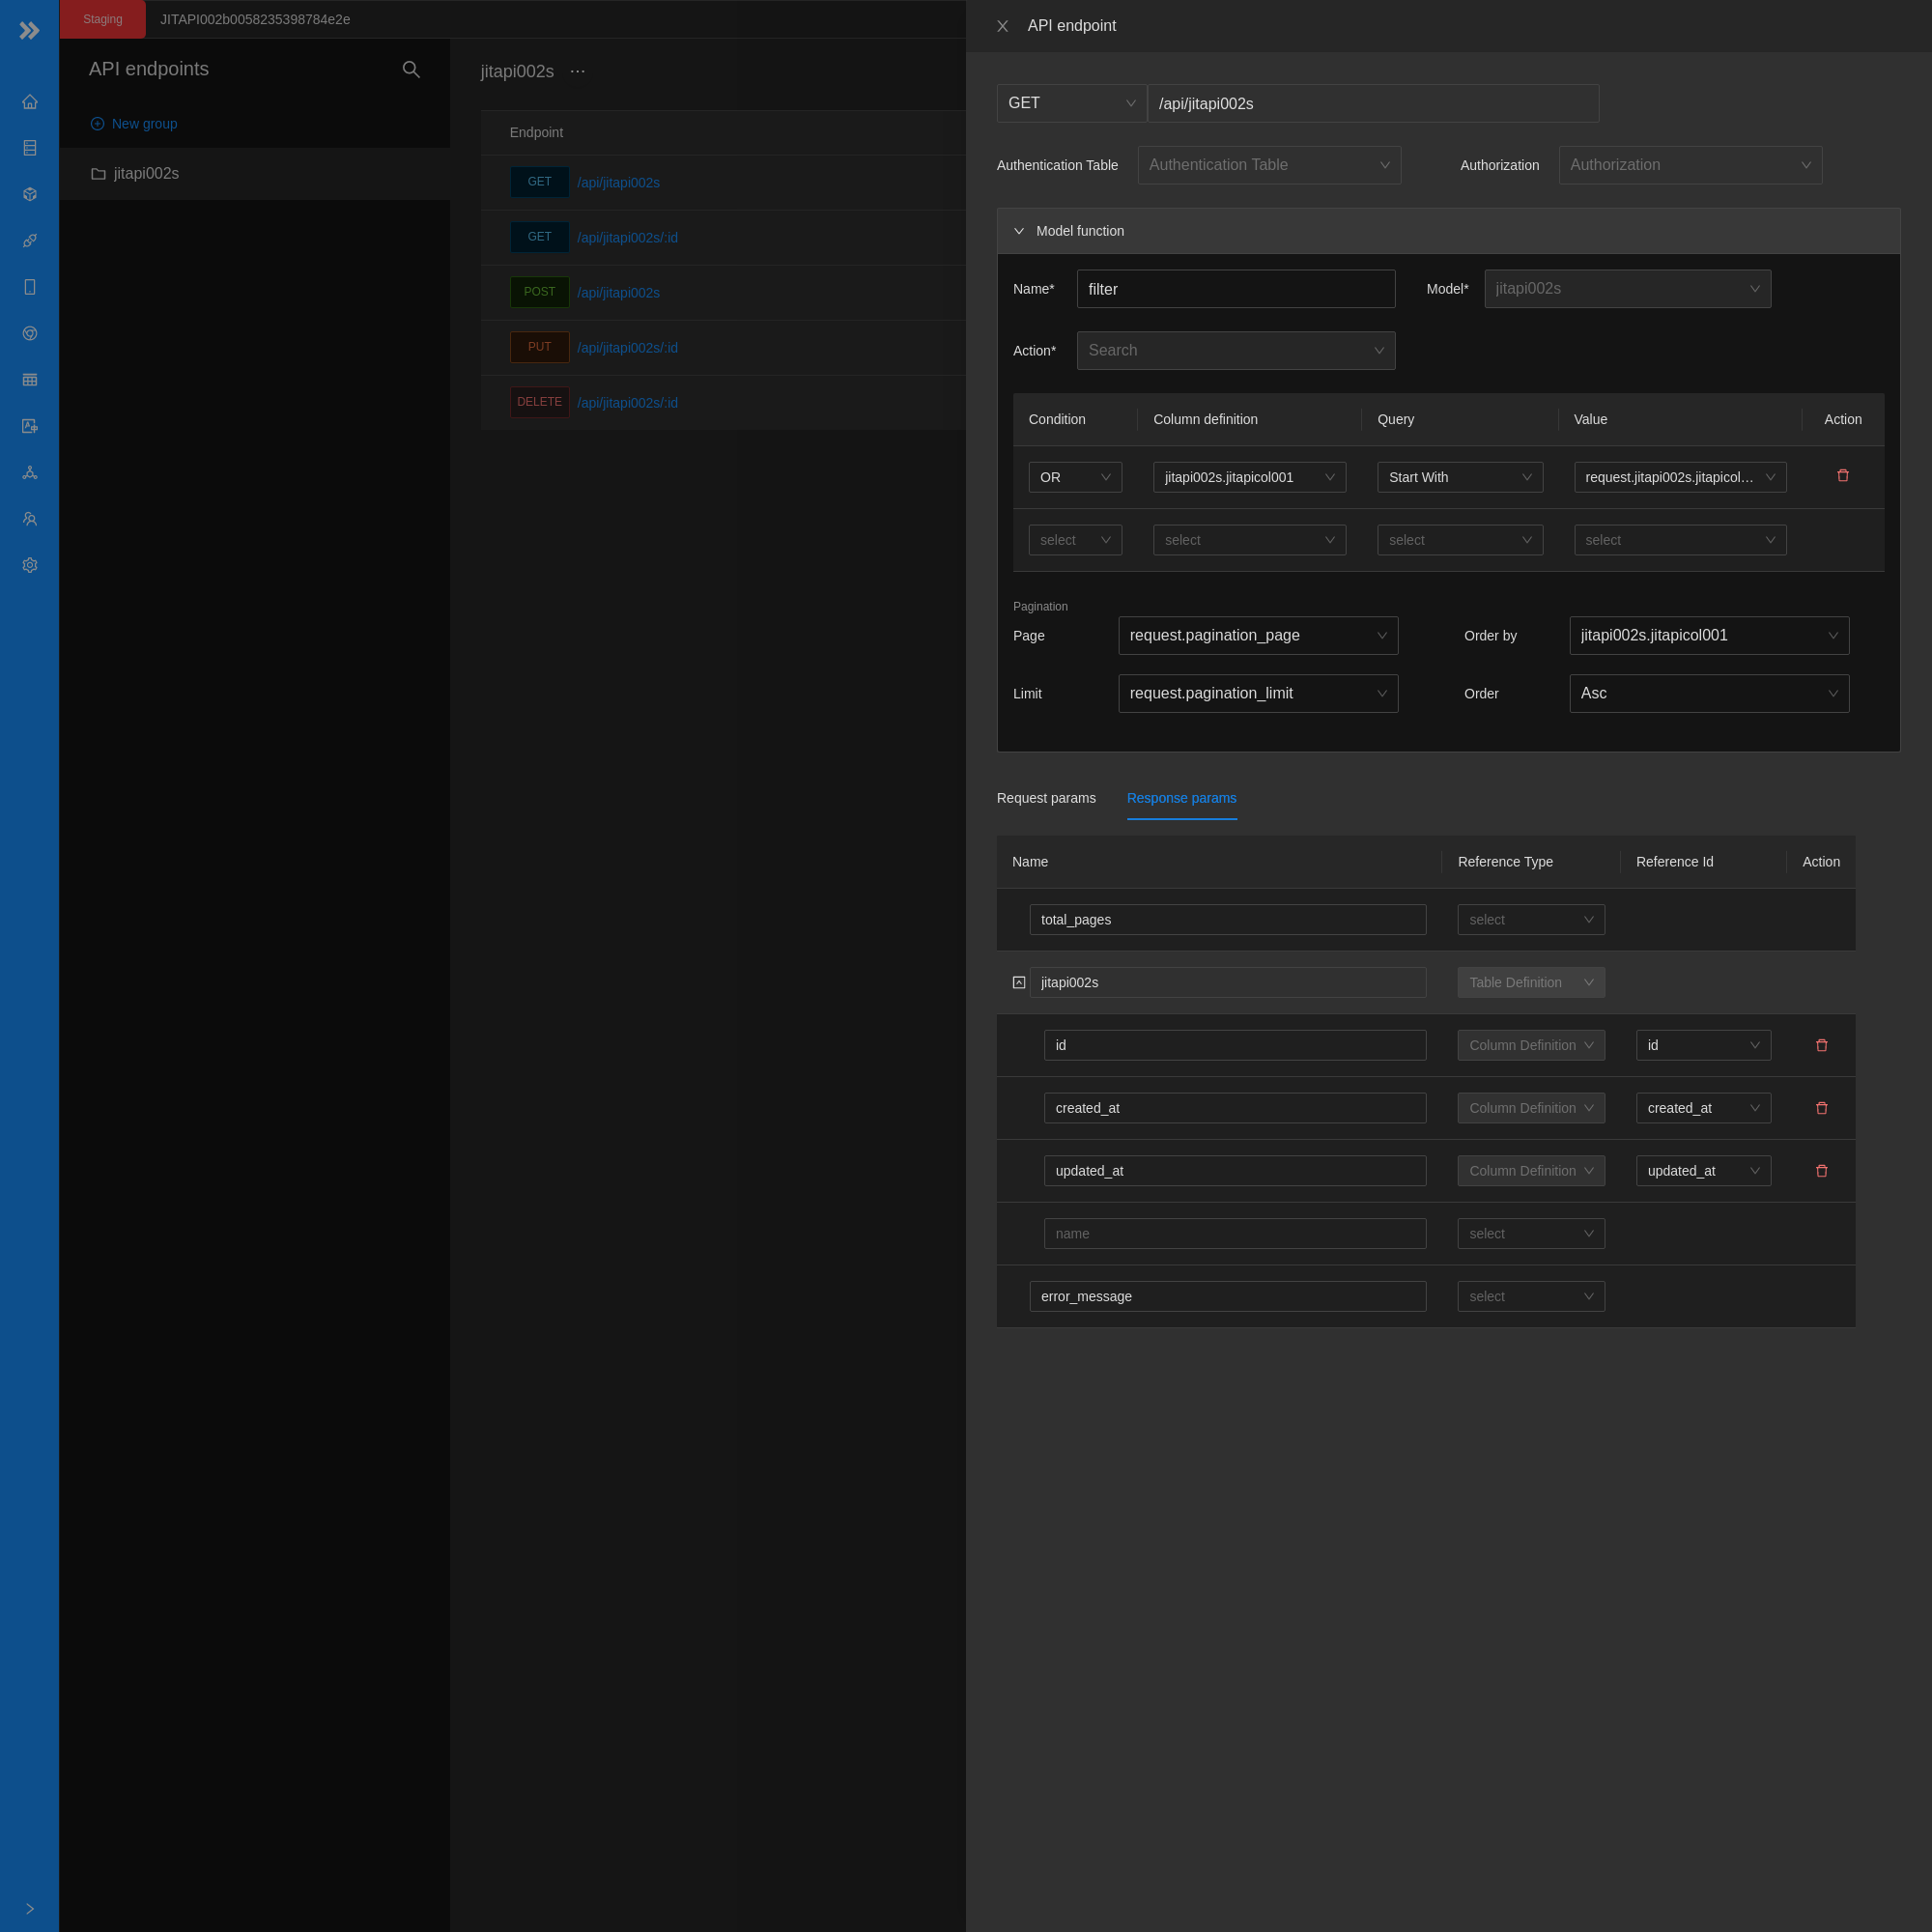 Staging
JITAPI002b0058235398784e2e
API endpoints
New group
jitapi002s
jitapi002s ···
Endpoint
GET /api/jitapi002s
GET /api/jitapi002s/:id
POST /api/jitapi002s
PUT /api/jitapi002s/:id
DELETE /api/jitapi002s/:id
API endpoint
GET /api/jitapi002s
Authentication Table Authentication Table Authorization Authorization
Model function
Name* filter Model* jitapi002s
Action* Search
Condition Column definition Query Value Action
OR jitapi002s.jitapicol001 Start With request.jitapi002s.jitapicol...
select select select select
Pagination
Page request.pagination_page Order by jitapi002s.jitapicol001
Limit request.pagination_limit Order Asc
Request params Response params
Name Reference Type Reference Id Action
total_pages select
jitapi002s Table Definition
id Column Definition id
created_at Column Definition created_at
updated_at Column Definition updated_at
name select
error_message select